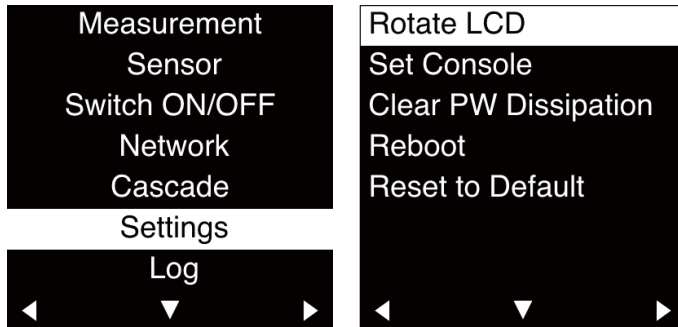 Measurement
Sensor
Switch ON/OFF
Network
Cascade
Settings
Log
Rotate LCD
Set Console
Clear PW Dissipation
Reboot
Reset to Default